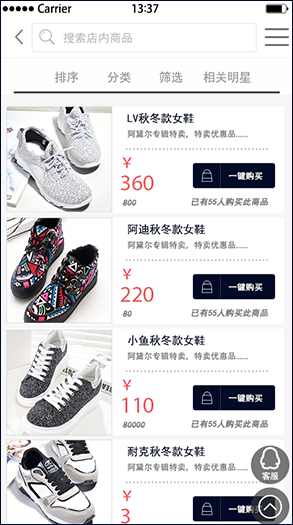 Carrier 13:37
搜索店内商品
排序 分类 筛选 相关明星
LV秋冬款女鞋
阿黛尔专辑特卖，特卖优惠品......
¥
360 一键购买
800 已有55人购买此商品
阿迪秋冬款女鞋
阿黛尔专辑特卖，特卖优惠品......
¥
220 一键购买
80 已有55人购买此商品
小鱼秋冬款女鞋
阿黛尔专辑特卖，特卖优惠品......
¥
110 一键购买
80000 已有55人购买此商品
耐克秋冬款女鞋
阿黛尔专辑特卖，特卖优惠品......
客服
¥
3 一键购买